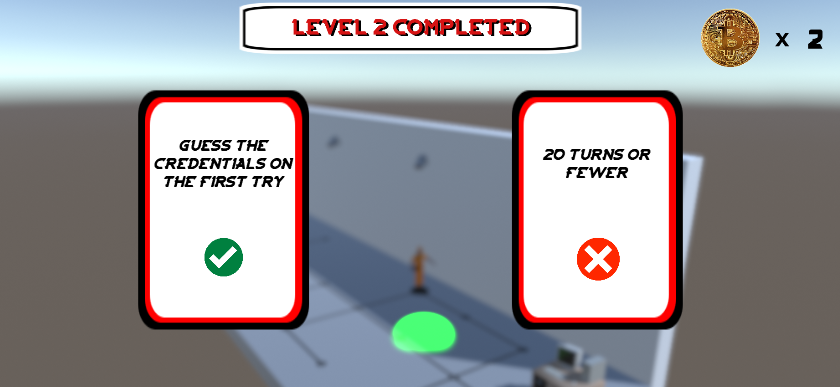 LEVEL 2 COMPLETED
X 2
GUESS THE
CREDENTIALS ON
THE FIRST TRY
20 TURNS OR
FEWER